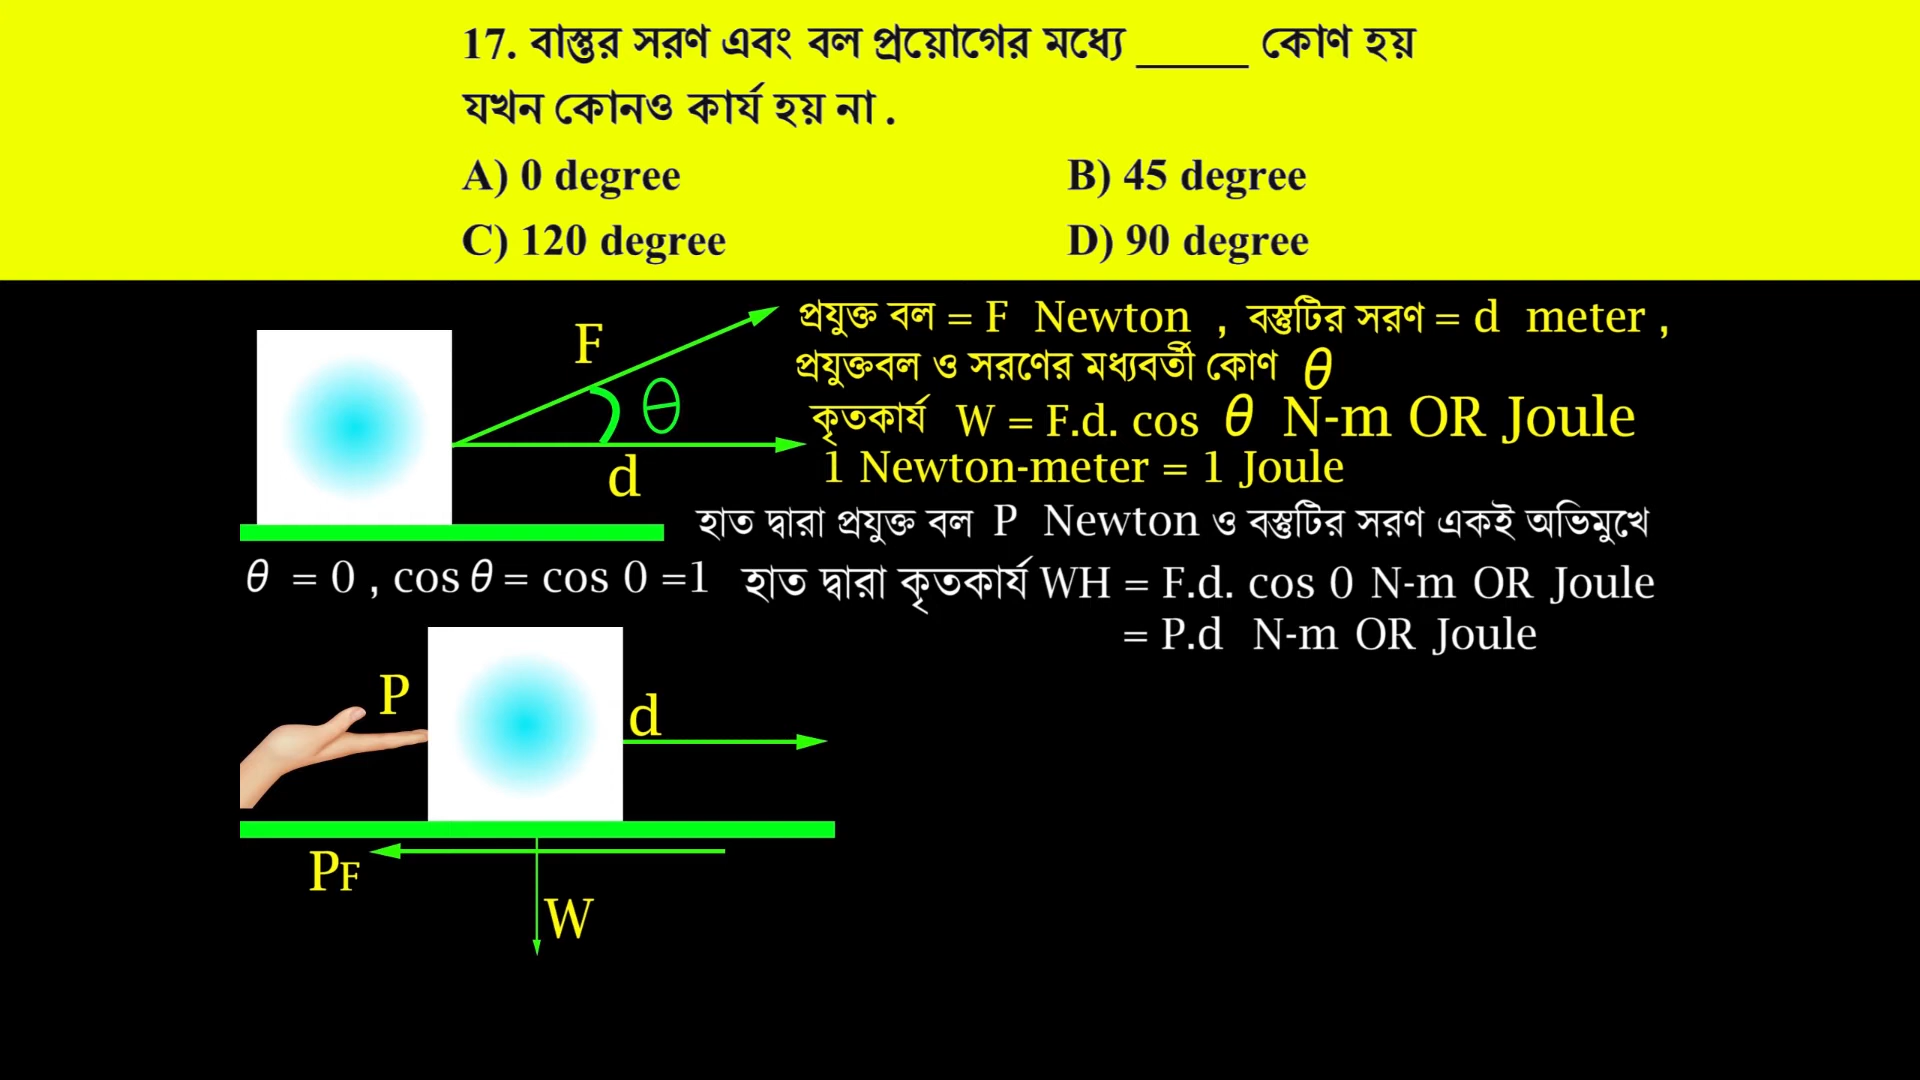 17. বাস্তুর সরণ এবং বল প্রয়োগের মধ্যে _____ কোণ হয়
যখন কোনও কার্য হয় না .
A) 0 degree B) 45 degree
C) 120 degree D) 90 degree
F
θ
d
প্রযুক্ত বল = F Newton , বস্তুটির সরণ = d meter ,
প্রযুক্তবল ও সরণের মধ্যবর্তী কোণ θ
কৃতকার্য W = F.d. cos θ N-m OR Joule
1 Newton-meter = 1 Joule
হাত দ্বারা প্রযুক্ত বল P Newton ও বস্তুটির সরণ একই অভিমুখে
θ = 0 , cos θ = cos 0 =1 হাত দ্বারা কৃতকার্য WH = F.d. cos 0 N-m OR Joule
= P.d N-m OR Joule
P
d
PF
W